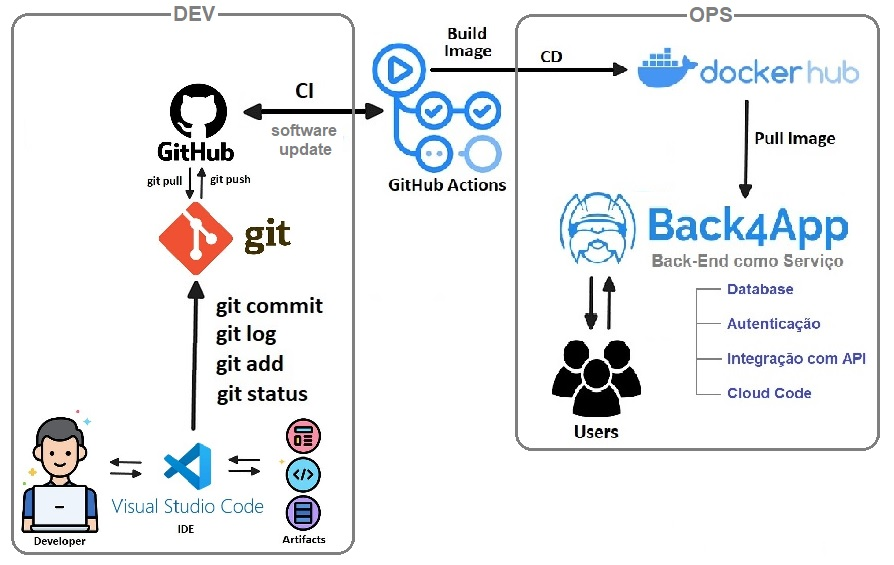 DEV
OPS
Build
Image
CD
dockerhub
CI
software
update
GitHub
GitHub Actions
Pull Image
git pull
git push
git
Back4App
Back-End como Serviço
git commit
git log
git add
git status
Database
Autenticação
Integração com API
Cloud Code
Users
Visual Studio Code
IDE
Developer
Artifacts